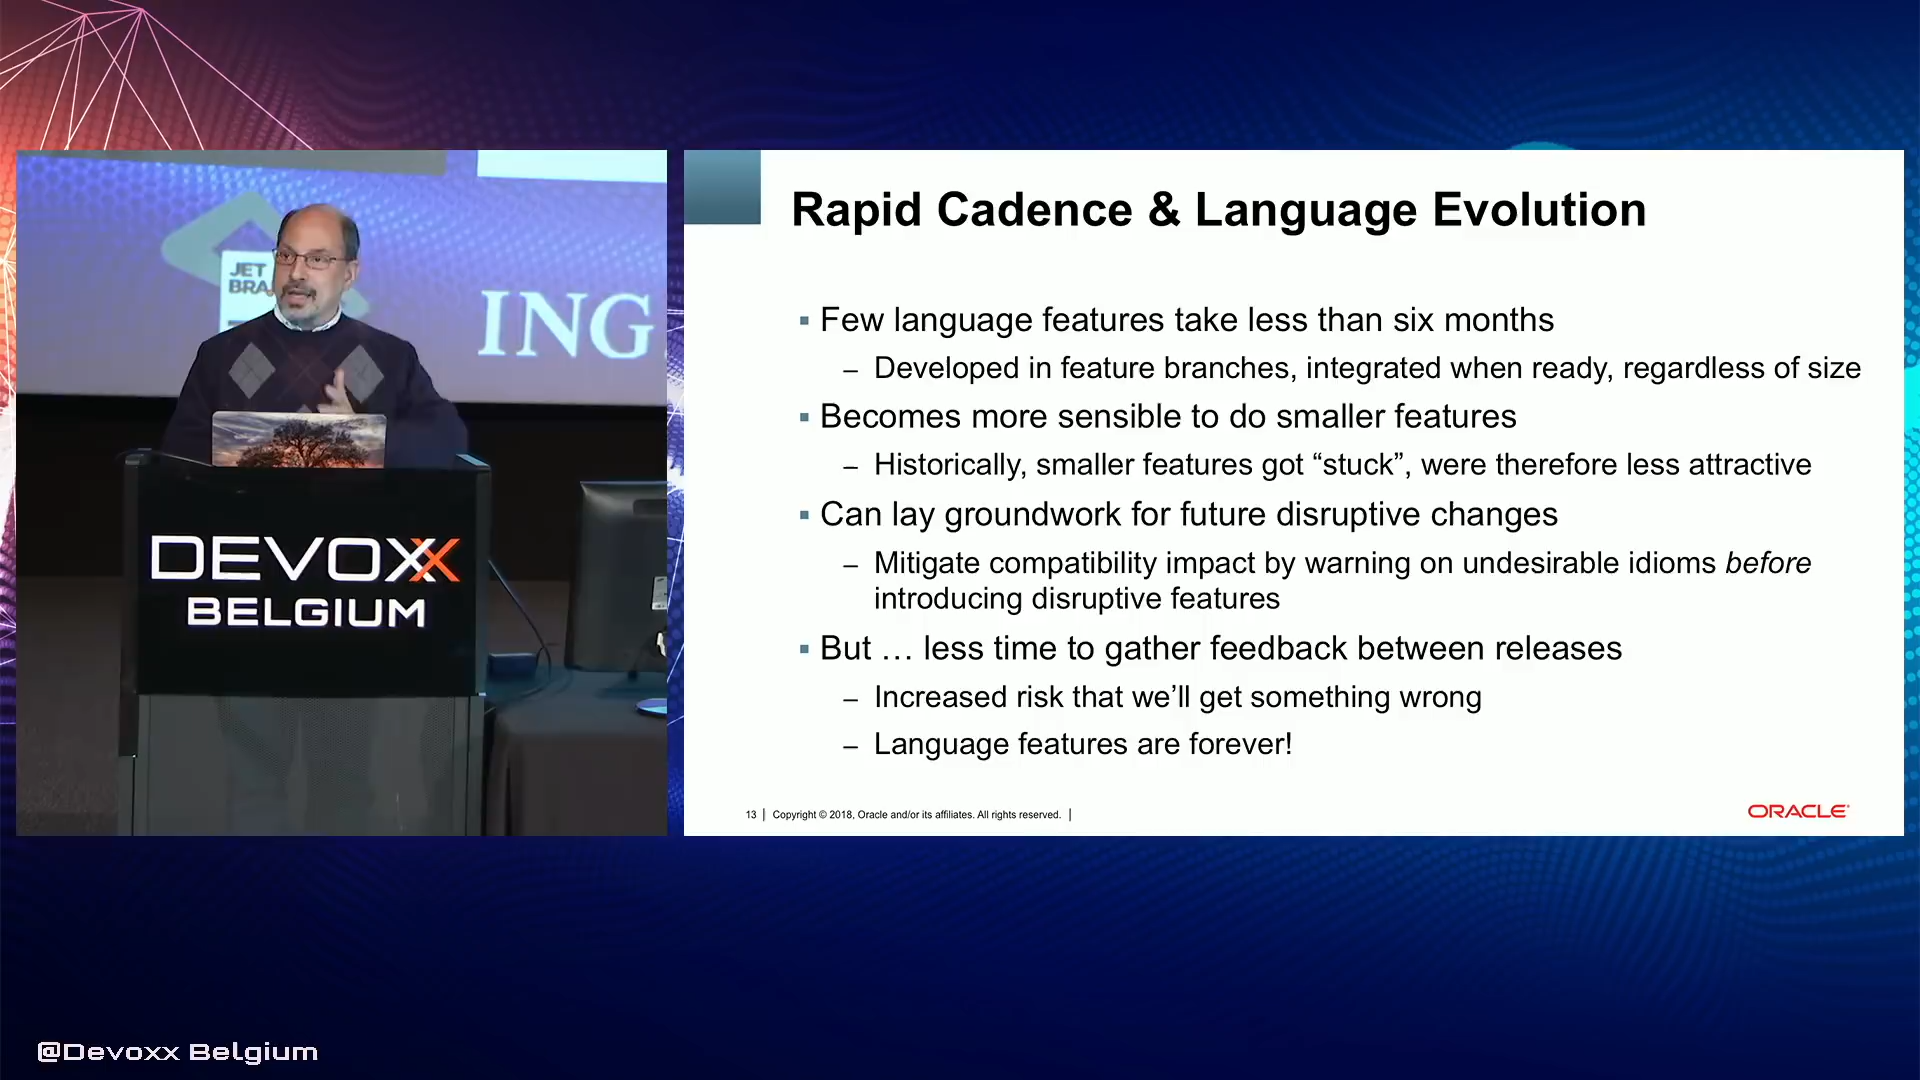 JET
BRA
ING
DEVOXX
BELGIUM
Rapid Cadence & Language Evolution
▪ Few language features take less than six months
– Developed in feature branches, integrated when ready, regardless of size
▪ Becomes more sensible to do smaller features
– Historically, smaller features got “stuck”, were therefore less attractive
▪ Can lay groundwork for future disruptive changes
– Mitigate compatibility impact by warning on undesirable idioms before
introducing disruptive features
▪ But … less time to gather feedback between releases
– Increased risk that we’ll get something wrong
– Language features are forever!
13 | Copyright © 2018, Oracle and/or its affiliates. All rights reserved. |
ORACLE
@Devoxx Belgium